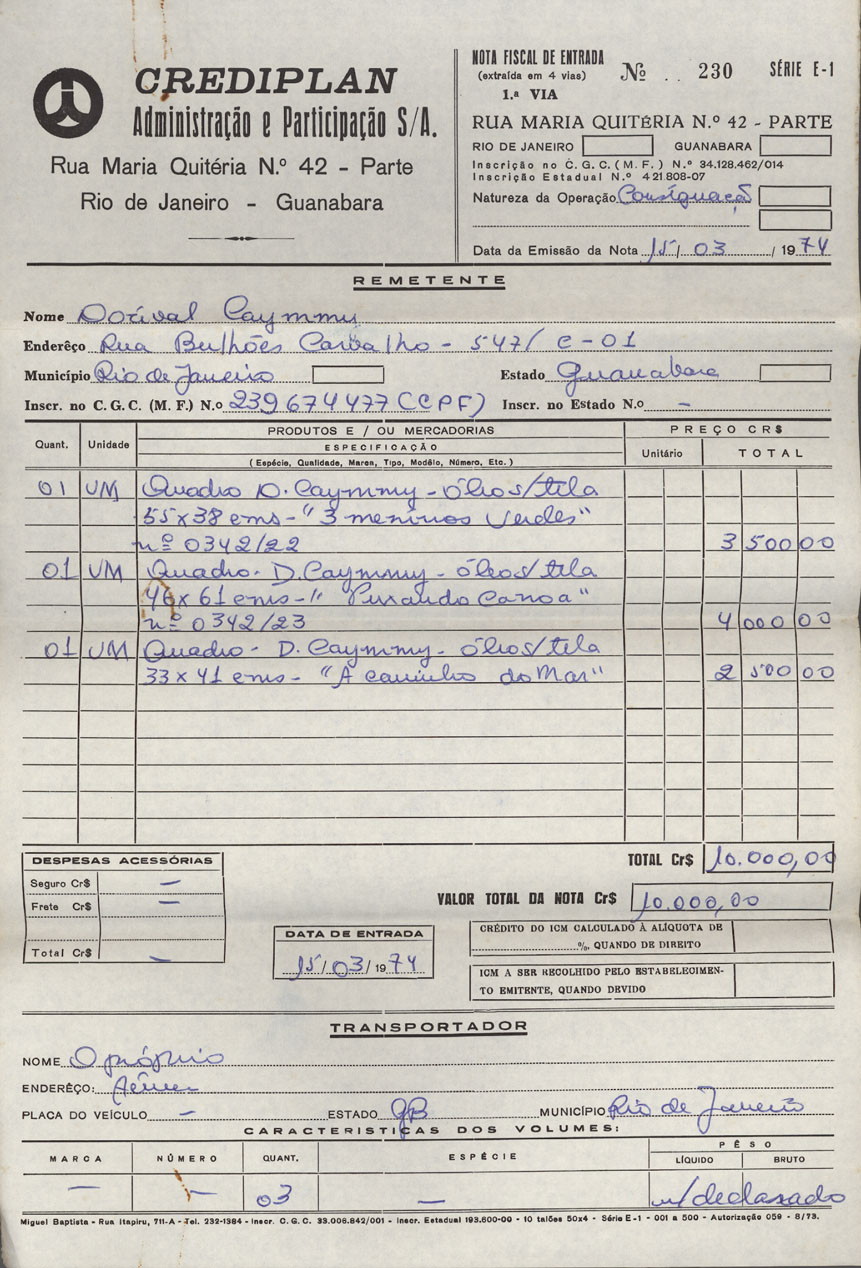 CREDIPLAN
Administração e Participação S/A.
Rua Maria Quitéria N.º 42 - Parte
Rio de Janeiro - Guanabara
NOTA FISCAL DE ENTRADA
(extraída em 4 vias)
1.ª VIA
Nº .. 230 SÉRIE E-1
RUA MARIA QUITÉRIA N.º 42 - PARTE
RIO DE JANEIRO GUANABARA
Inscrição no C.G.C.(M.F.) N.º 34.128.462/014
Inscrição Estadual N.º 421.808-07
Natureza da Operação Consignação
Data da Emissão da Nota 15/ 03 / 1974
REMETENTE
Nome Dorival Caymmy
Enderêço Rua Bulhões Carvalho - 547/ C-01
Município Rio de Janeiro Estado Guanabara
Inscr. no C.G.C. (M.F.) N.o 239674477 (CPF) Inscr. no Estado N.o -
Quant. Unidade PRODUTOS E / OU MERCADORIAS PREÇO CR$
ESPECIFICAÇÃO
(Espécie, Qualidade, Marca, Tipo, Modêlo, Número, Etc.) Unitário TOTAL
01 UM Quadro D. Caymmy - óleo s/ tela
55x38 cms - "3 meninos Verdes"
nº 0342/22 3 500 00
01 UM Quadro - D. Caymmy - óleo s/ tela
46x61 cms - " Puxando Canoa"
nº 0342/23 4 000 00
01 UM Quadro - D. Caymmy - óleo s/ tela
33x41 cms - "A caminho do Mar" 2 500 00
TOTAL Cr$ 10.000,00
VALOR TOTAL DA NOTA Cr$ 10.000,00
DESPESAS ACESSÓRIAS
Seguro Cr$ -
Frete Cr$ -
Total Cr$ -
DATA DE ENTRADA
15/03/1974
CRÉDITO DO ICM CALCULADO À ALÍQUOTA DE
%, QUANDO DE DIREITO
ICM A SER RECOLHIDO PELO ESTABELECIMEN-
TO EMITENTE, QUANDO DEVIDO
TRANSPORTADOR
NOME O próprio
ENDERÊÇO:
PLACA DO VEÍCULO - ESTADO GB MUNICÍPIO Rio de Janeiro
CARACTERISTICAS DOS VOLUMES:
MARCA NÚMERO QUANT. ESPÉCIE PÊSO
LÍQUIDO BRUTO
- - 03 - n/declarado
Miguel Baptista - Rua Itapiru, 711-A - Tel. 232-1384 - Inscr. C.G.C. 33.006.842/001 - Inscr. Estadual 193.600-00 - 10 talões 50x4 - Série E-1 - 001 a 500 - Autorização 059 - 8/73.